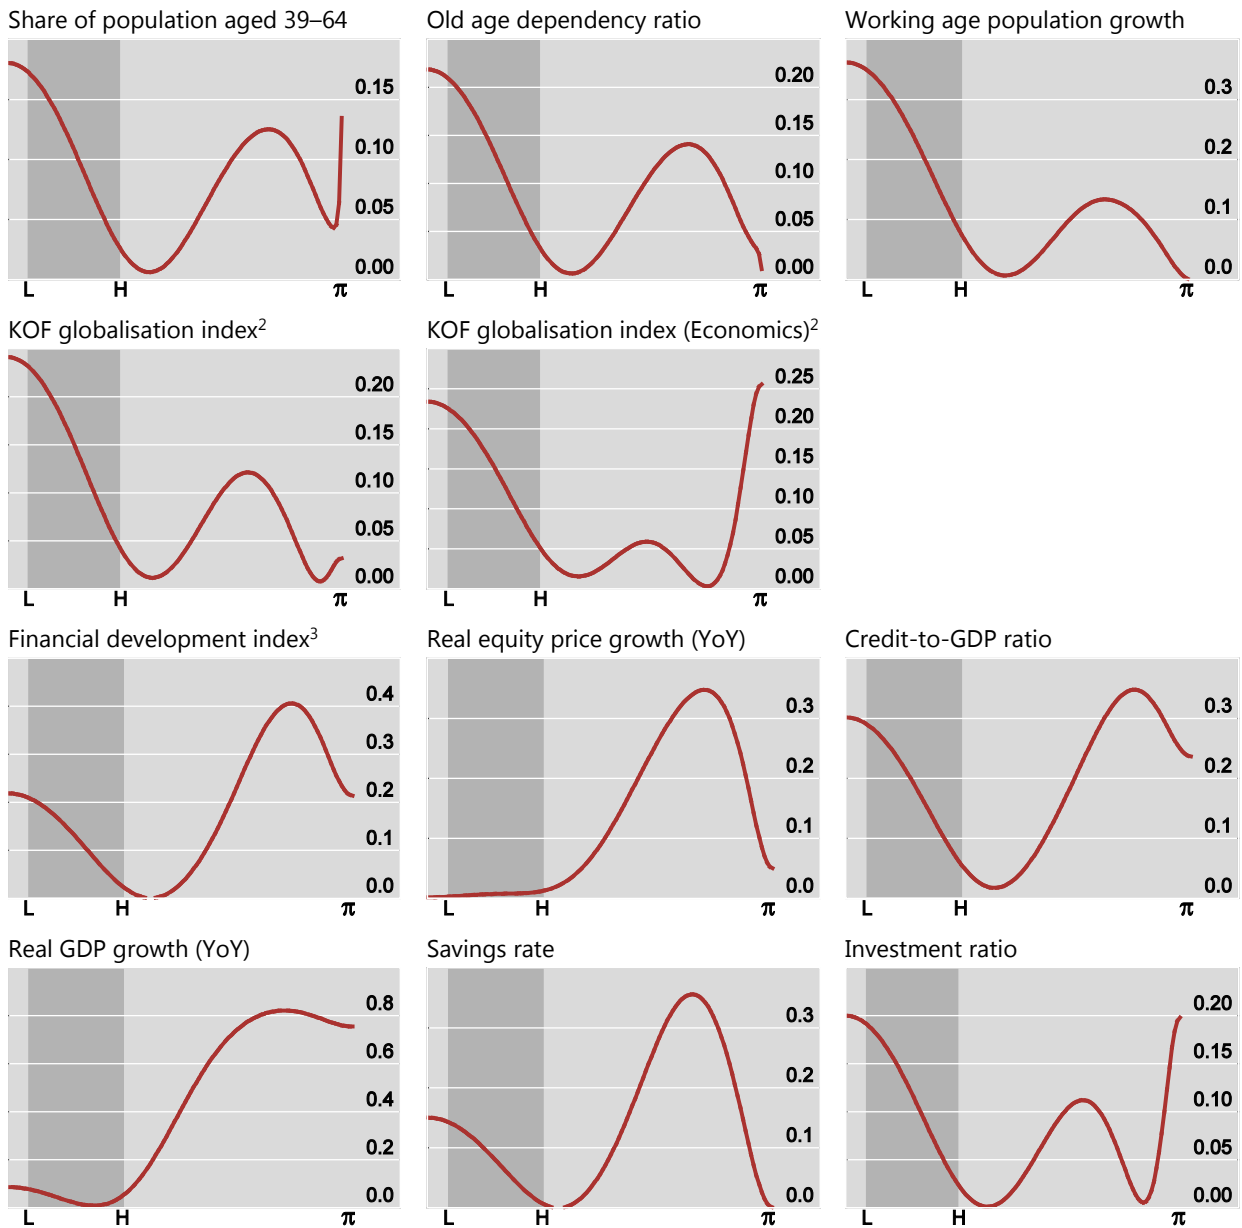 Share of population aged 39–64
0.15
0.10
0.05
0.00
L H π
Old age dependency ratio
0.20
0.15
0.10
0.05
0.00
L H π
Working age population growth
0.3
0.2
0.1
0.0
L H π
KOF globalisation index²
0.20
0.15
0.10
0.05
0.00
L H π
KOF globalisation index (Economics)²
0.25
0.20
0.15
0.10
0.05
0.00
L H π
Financial development index³
0.4
0.3
0.2
0.1
0.0
L H π
Real equity price growth (YoY)
0.3
0.2
0.1
0.0
L H π
Credit-to-GDP ratio
0.3
0.2
0.1
0.0
L H π
Real GDP growth (YoY)
0.8
0.6
0.4
0.2
0.0
L H π
Savings rate
0.3
0.2
0.1
0.0
L H π
Investment ratio
0.20
0.15
0.10
0.05
0.00
L H π